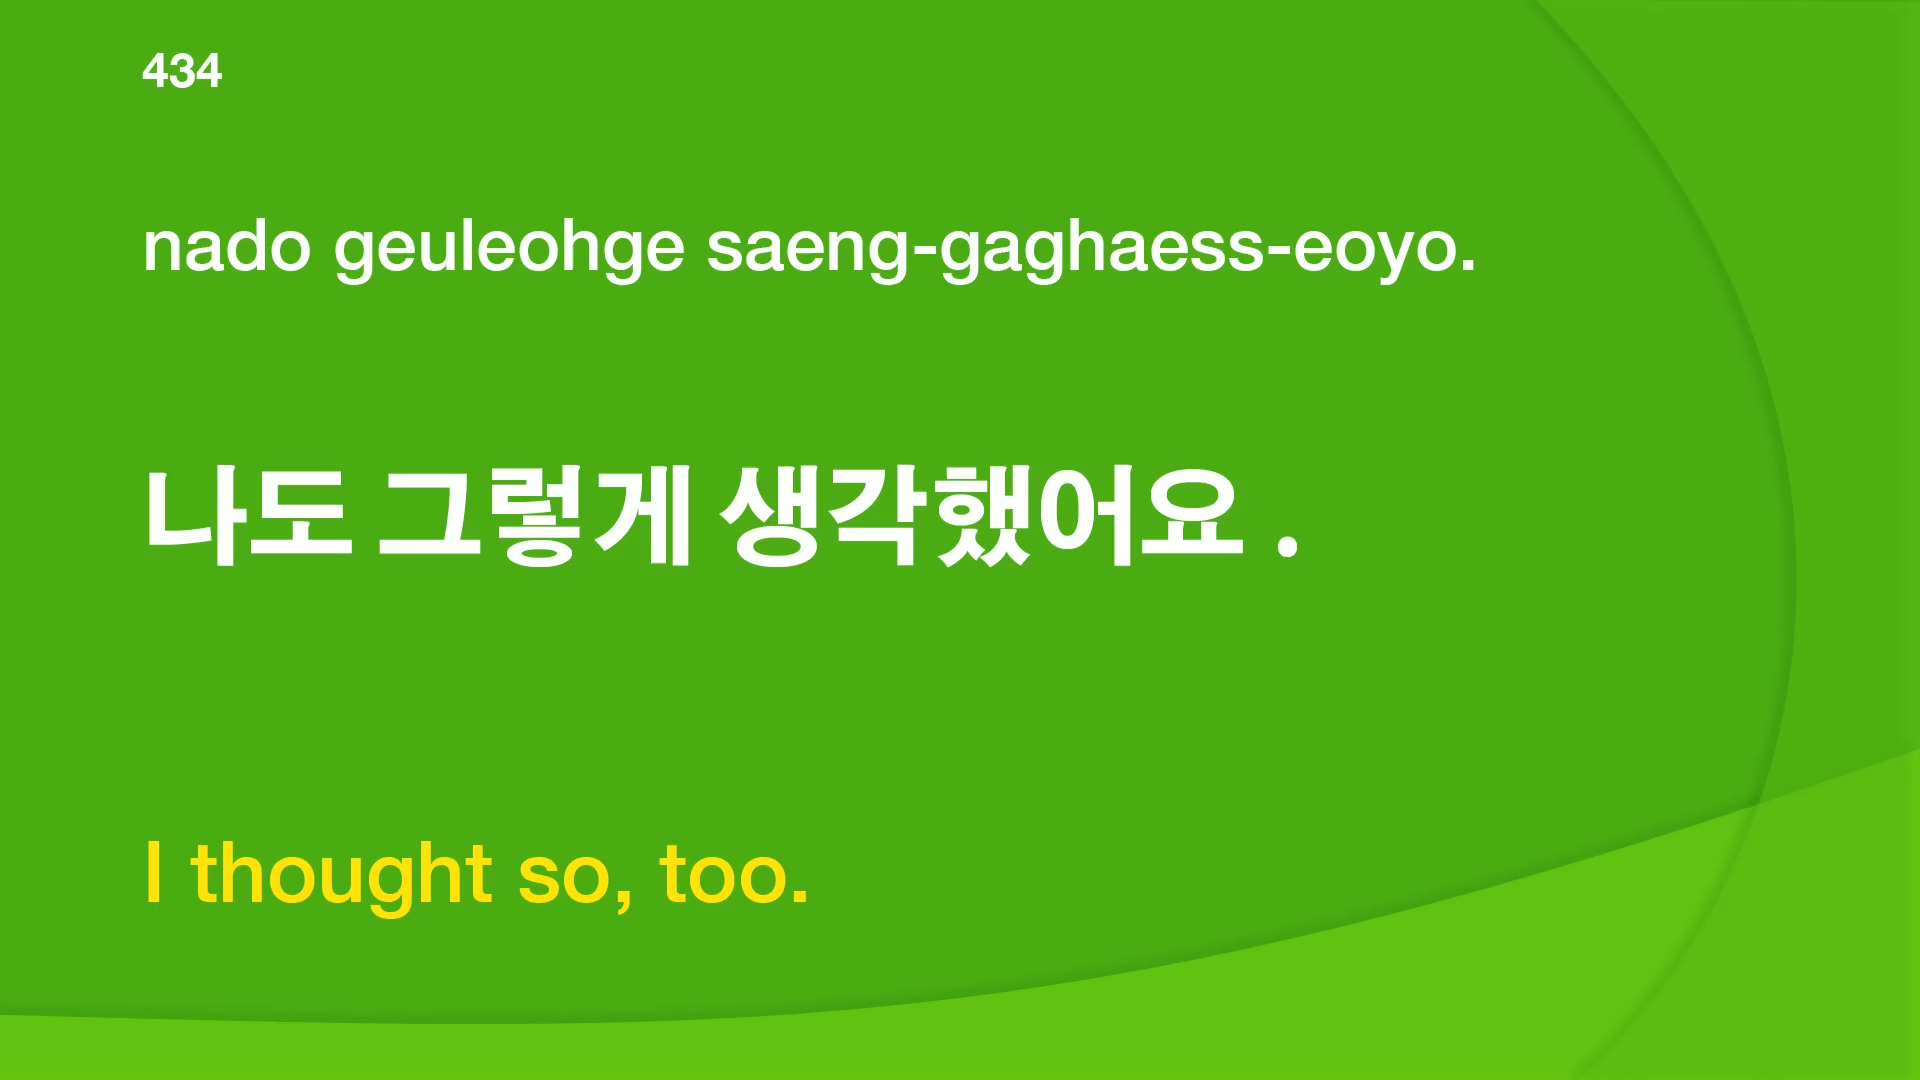 434
nado geuleohge saeng-gaghaess-eoyo.
나도 그렇게 생각했어요 .
I thought so, too.